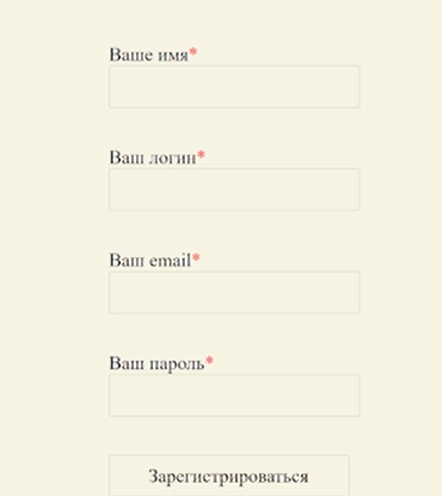 Ваше имя*
Ваш логин*
Ваш email*
Ваш пароль*
Зарегистрироваться